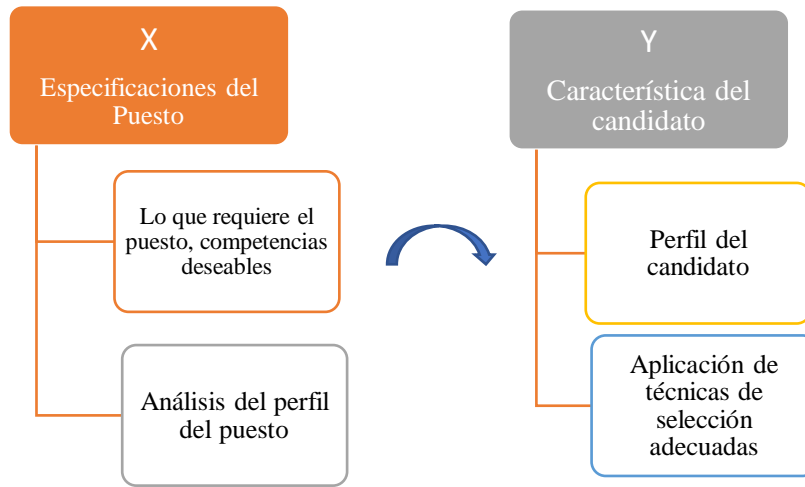 X
Especificaciones del
Puesto
Lo que requiere el
puesto, competencias
deseables
Análisis del perfil
del puesto
Y
Característica del
candidato
Perfil del
candidato
Aplicación de
técnicas de
selección
adecuadas